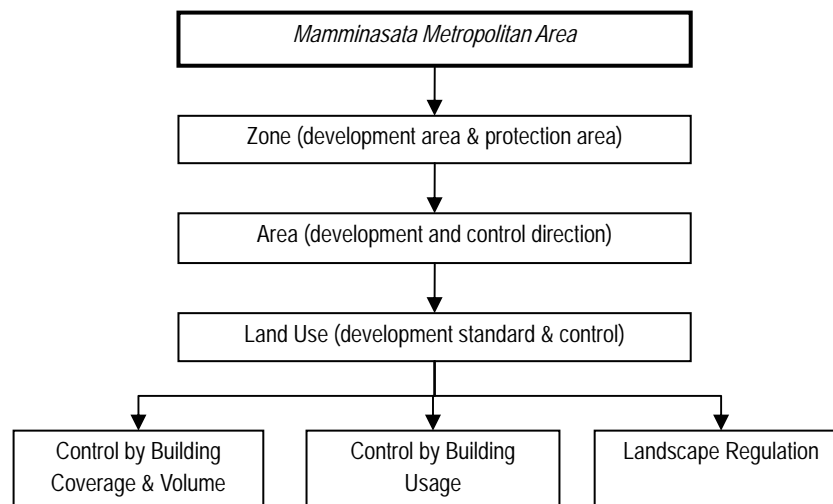 Mamminasata Metropolitan Area
Zone (development area & protection area)
Area (development and control direction)
Land Use (development standard & control)
Control by Building
Coverage & Volume
Control by Building
Usage
Landscape Regulation